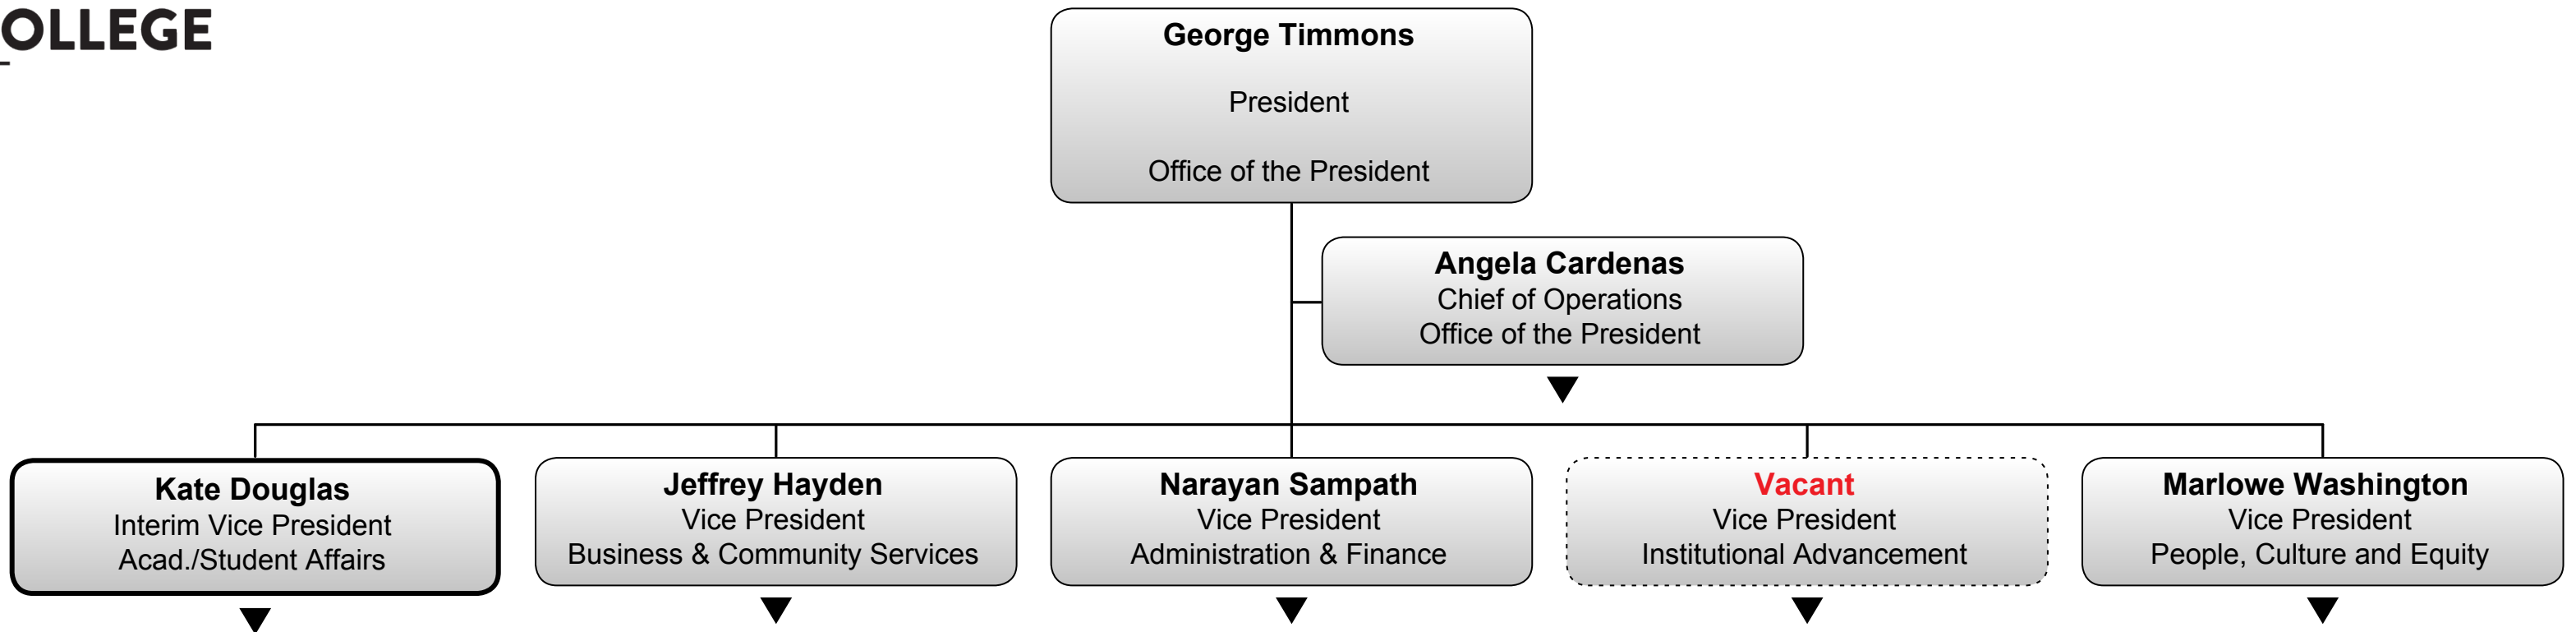 OLLEGE
George Timmons
President
Office of the President
Angela Cardenas
Chief of Operations
Office of the President
Kate Douglas
Interim Vice President
Acad./Student Affairs
Jeffrey Hayden
Vice President
Business & Community Services
Narayan Sampath
Vice President
Administration & Finance
Vacant
Vice President
Institutional Advancement
Marlowe Washington
Vice President
People, Culture and Equity